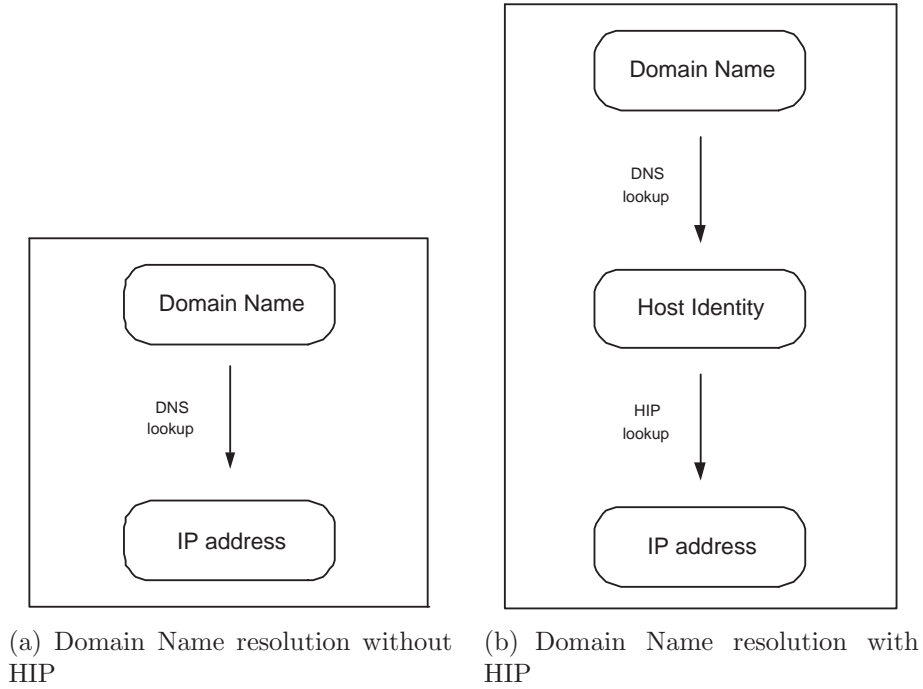 Domain Name
DNS
lookup
IP address
(a) Domain Name resolution without
HIP
Domain Name
DNS
lookup
Host Identity
HIP
lookup
IP address
(b) Domain Name resolution with
HIP